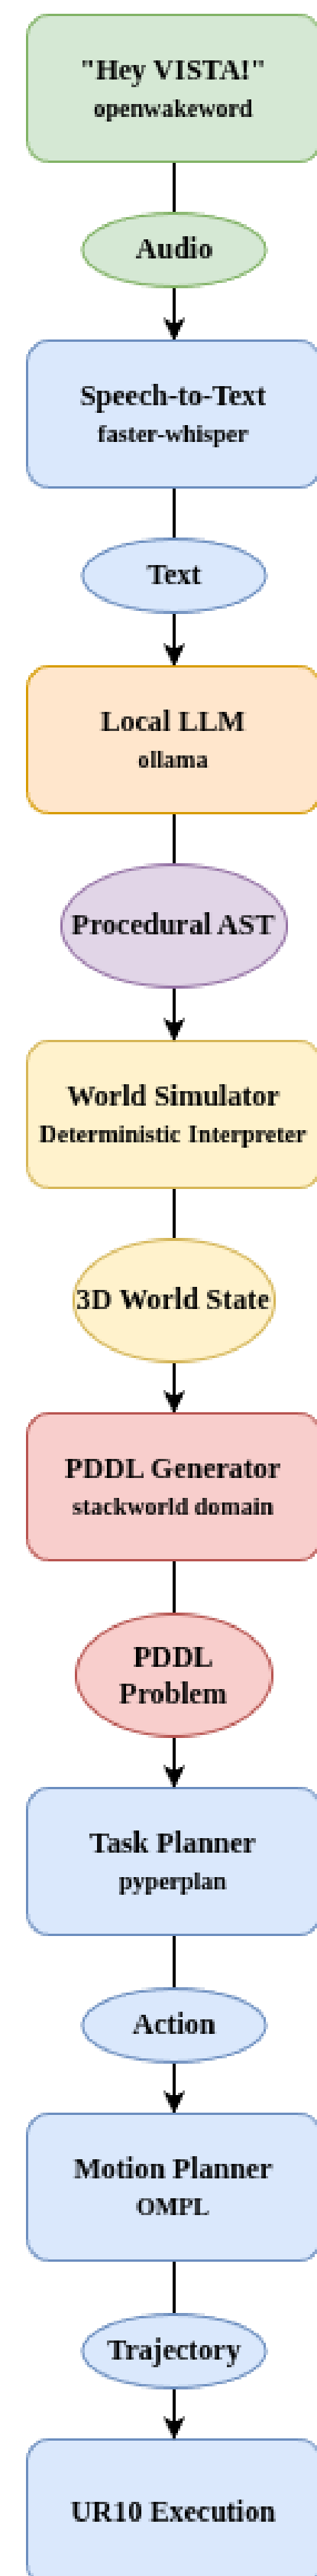 "Hey VISTA!"
openwakeword
Audio
Speech-to-Text
faster-whisper
Text
Local LLM
ollama
Procedural AST
World Simulator
Deterministic Interpreter
3D World State
PDDL Generator
stackworld domain
PDDL
Problem
Task Planner
pyperplan
Action
Motion Planner
OMPL
Trajectory
UR10 Execution